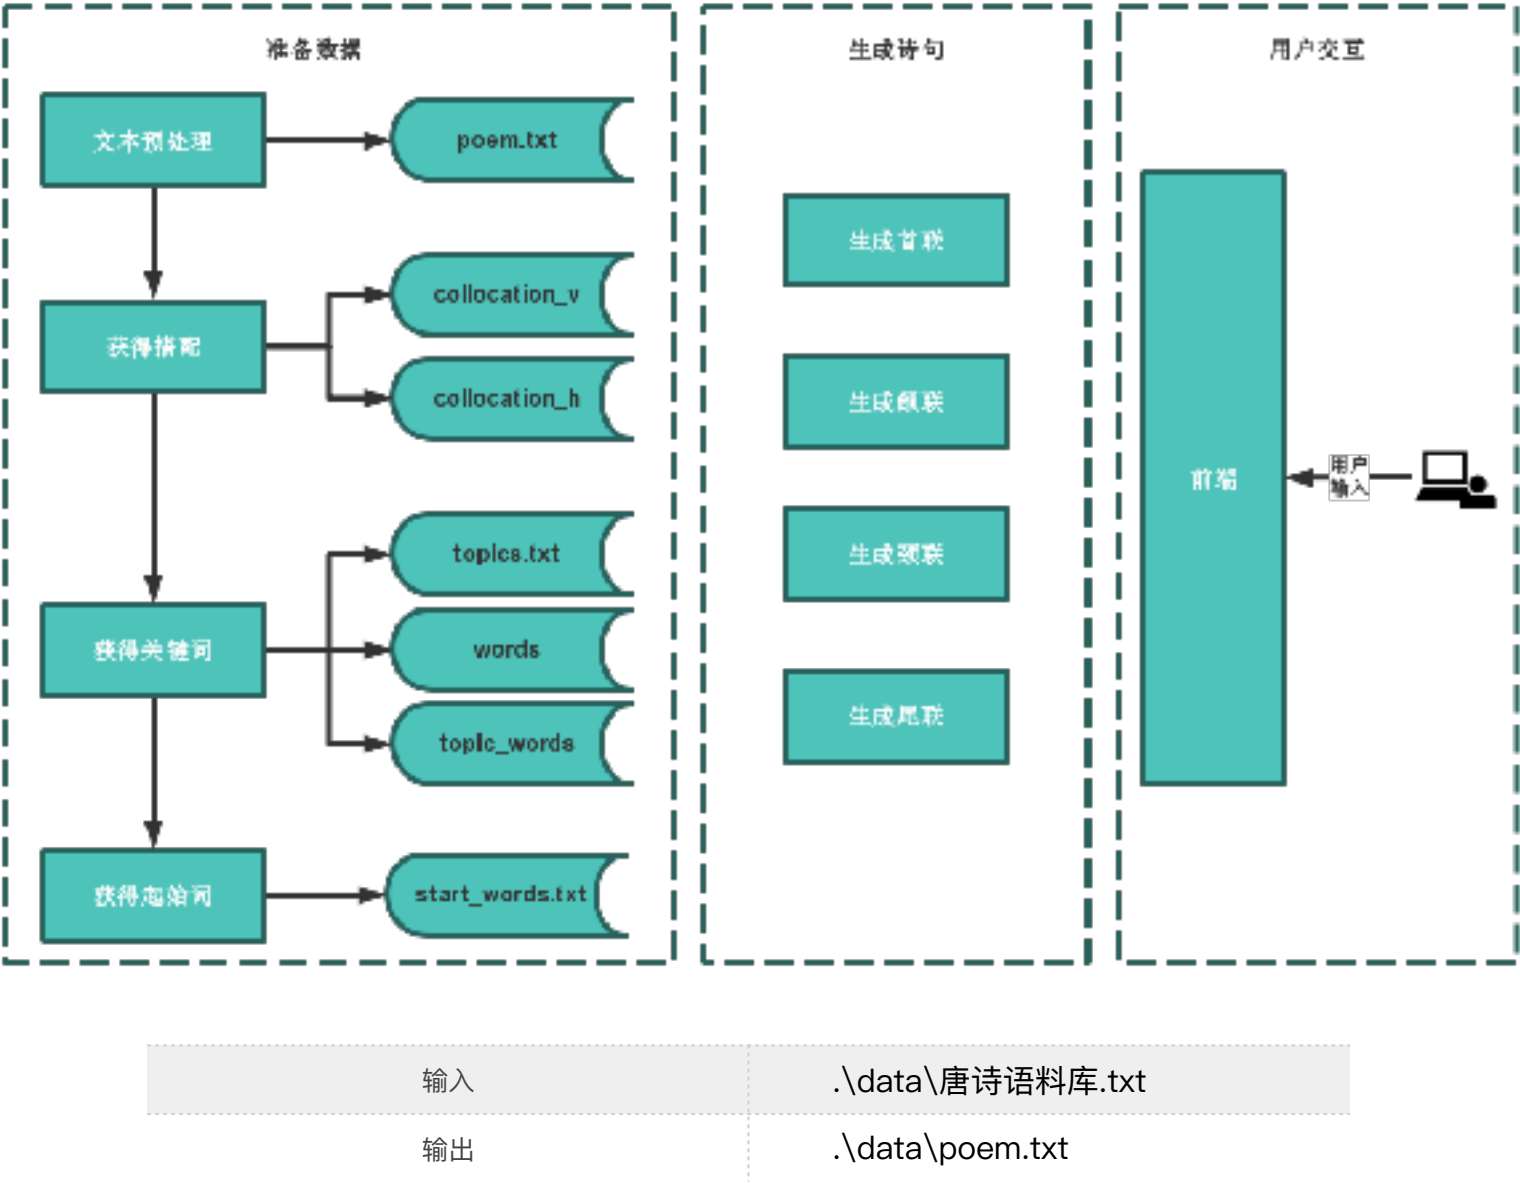 准备数据
文本预处理
poem.txt
collocation_v
获得搭配
collocation_h
topics.txt
获得关键词
words
topic_words
获得起始词
start_words.txt
生成诗句
生成首联
生成颔联
生成颈联
生成尾联
用户交互
前端
用户
输入
输入 .\data\唐诗语料库.txt
输出 .\data\poem.txt